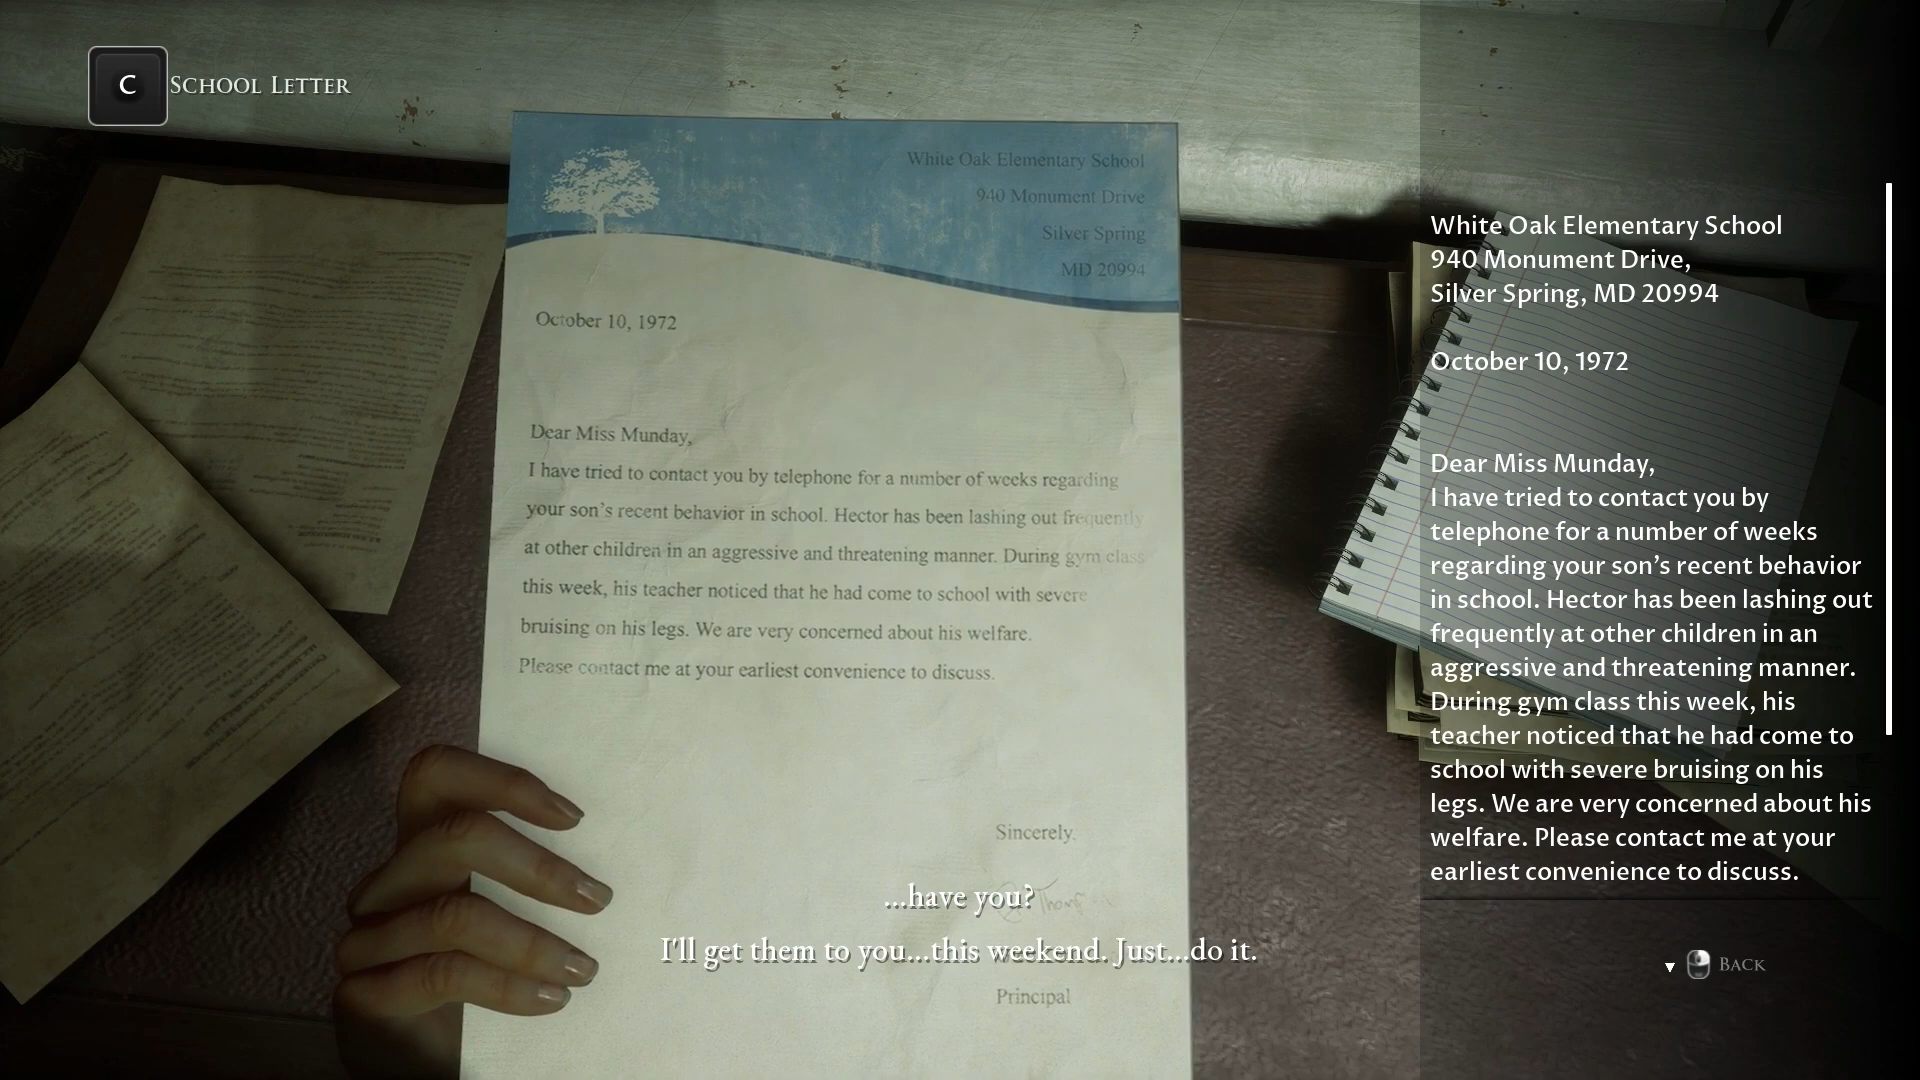 C
School Letter
White Oak Elementary School
940 Monument Drive
Silver Spring
MD 20994
October 10, 1972
Dear Miss Munday,
I have tried to contact you by telephone for a number of weeks regarding
your son's recent behavior in school. Hector has been lashing out frequently
at other children in an aggressive and threatening manner. During gym class
this week, his teacher noticed that he had come to school with severe
bruising on his legs. We are very concerned about his welfare.
Please contact me at your earliest convenience to discuss.
Sincerely,
Principal
...have you?
I'll get them to you...this weekend. Just...do it.
White Oak Elementary School
940 Monument Drive,
Silver Spring, MD 20994
October 10, 1972
Dear Miss Munday,
I have tried to contact you by
telephone for a number of weeks
regarding your son's recent behavior
in school. Hector has been lashing out
frequently at other children in an
aggressive and threatening manner.
During gym class this week, his
teacher noticed that he had come to
school with severe bruising on his
legs. We are very concerned about his
welfare. Please contact me at your
earliest convenience to discuss.
Back